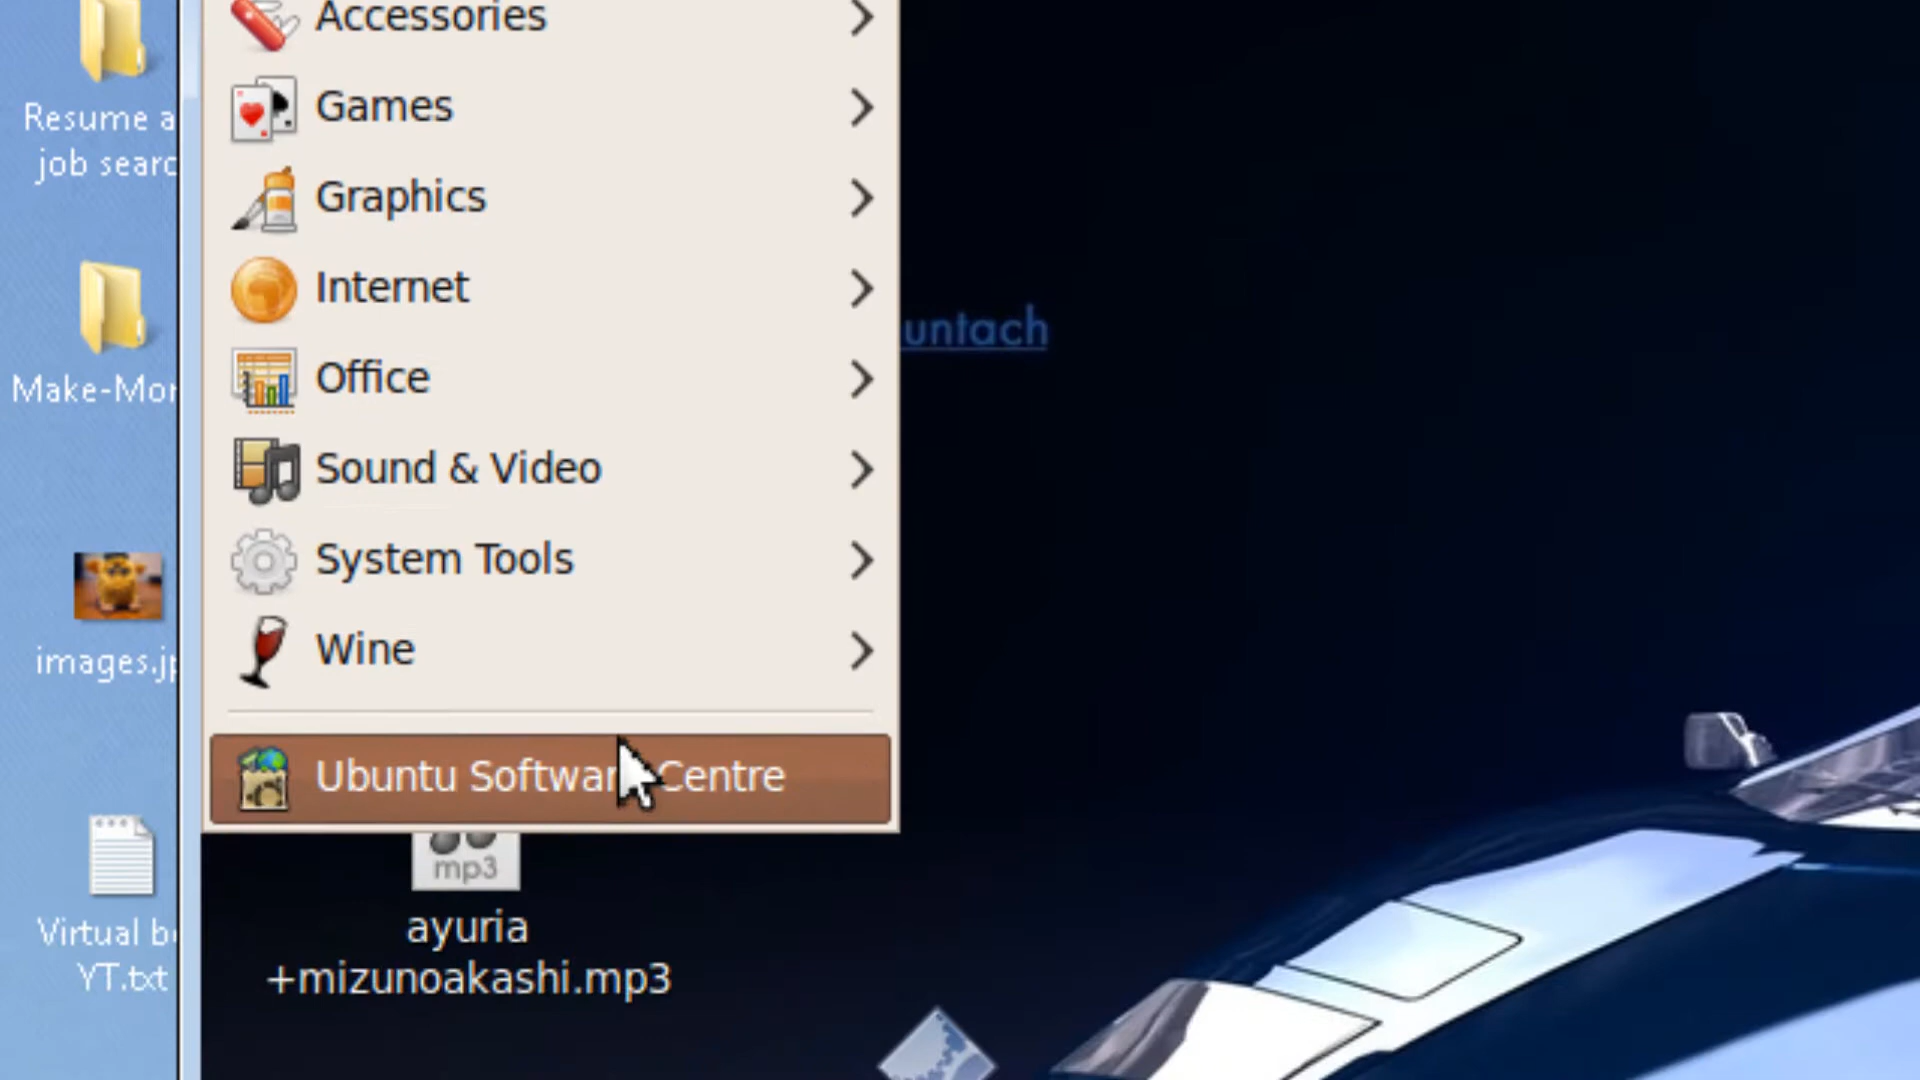 Accessories
Games
Graphics
Internet
Office
Sound & Video
System Tools
Wine
Ubuntu Software Centre
Resume a
job searc
Make-Mor
images.jp
Virtual b
YT.txt
untach
mp3
ayuria
+mizunoakashi.mp3